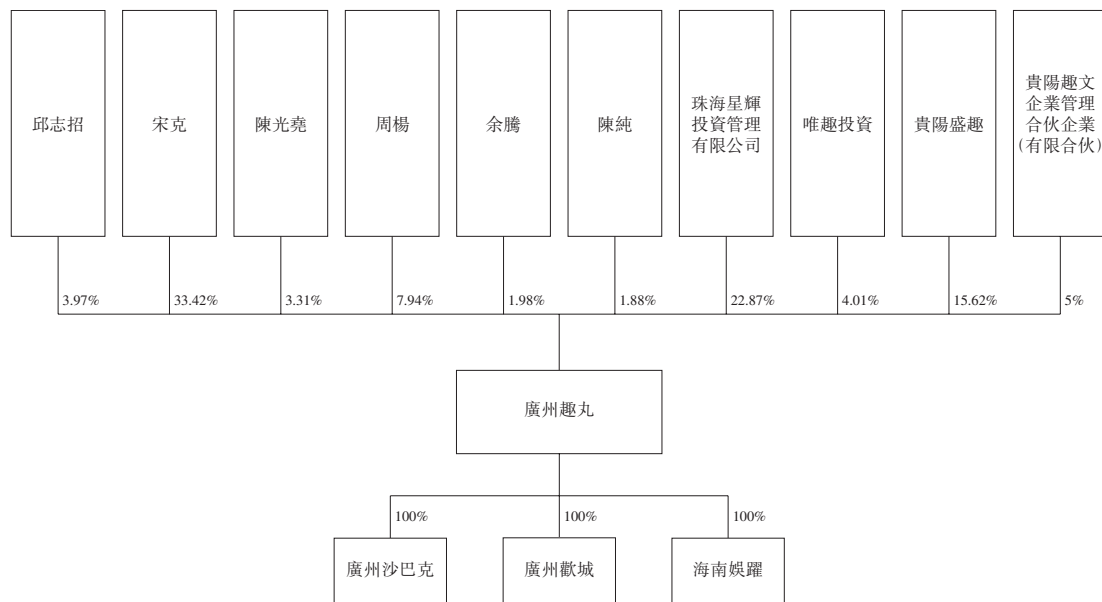 邱志招
宋克
陳光堯
周楊
余騰
陳純
珠海星輝
投資管理
有限公司
唯趣投資
貴陽盛趣
貴陽趣文
企業管理
合伙企業
(有限合伙)
3.97%
33.42%
3.31%
7.94%
1.98%
1.88%
22.87%
4.01%
15.62%
5%
廣州趣丸
100%
100%
100%
廣州沙巴克
廣州歡城
海南娛躍